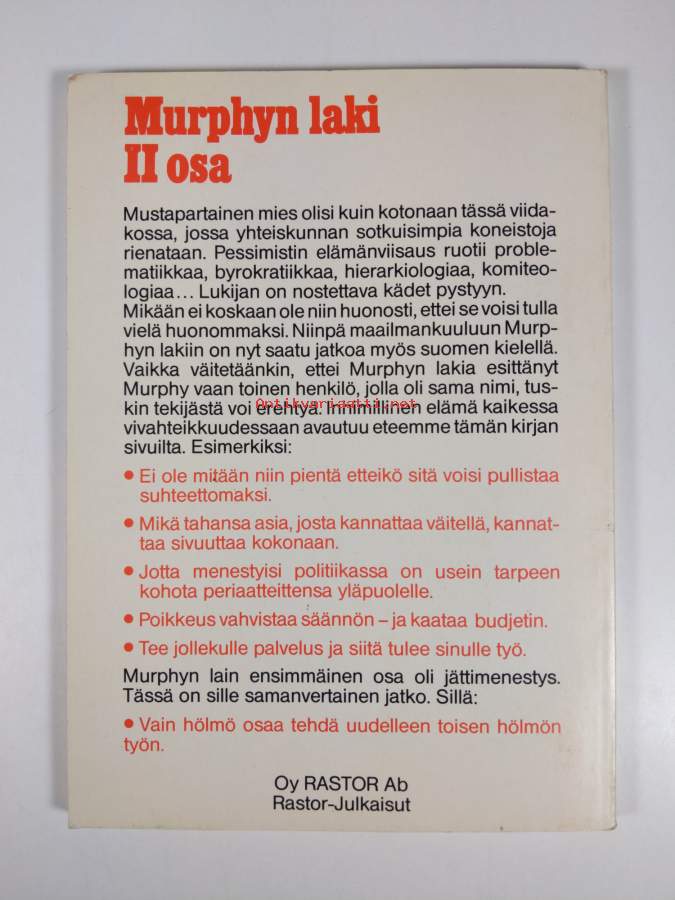 Murphyn laki
II osa
Mustapartainen mies olisi kuin kotonaan tässä viida-
kossa, jossa yhteiskunnan sotkuisimpia koneistoja
rienataan. Pessimistin elämänviisaus ruotii proble-
matiikkaa, byrokratiikkaa, hierarkiologiaa, komiteo-
logiaa... Lukijan on nostettava kädet pystyyn.
Mikään ei koskaan ole niin huonosti, ettei se voisi tulla
vielä huonommaksi. Niinpä maailmankuuluun Murp-
hyn lakiin on nyt saatu jatkoa myös suomen kielellä.
Vaikka väitetäänkin, ettei Murphyn lakia esittänyt
Murphy vaan toinen henkilö, jolla oli sama nimi, tus-
kin tekijästä voi erehtyä. Inhimillinen elämä kaikessa
Antikvariaatti.net
vivahteikkuudessaan avautuu eteemme tämän kirjan
sivuilta. Esimerkiksi:
• Ei ole mitään niin pientä etteikö sitä voisi pullistaa
suhteettomaksi.
• Mikä tahansa asia, josta kannattaa väitellä, kannat-
taa sivuuttaa kokonaan.
• Jotta menestyisi politiikassa on usein tarpeen
kohota periaatteittensa yläpuolelle.
• Poikkeus vahvistaa säännön – ja kaataa budjetin.
• Tee jollekulle palvelus ja siitä tulee sinulle työ.
Murphyn lain ensimmäinen osa oli jättimenestys.
Tässä on sille samanvertainen jatko. Sillä:
• Vain hölmö osaa tehdä uudelleen toisen hölmön
työn.
Oy RASTOR Ab
Rastor-Julkaisut